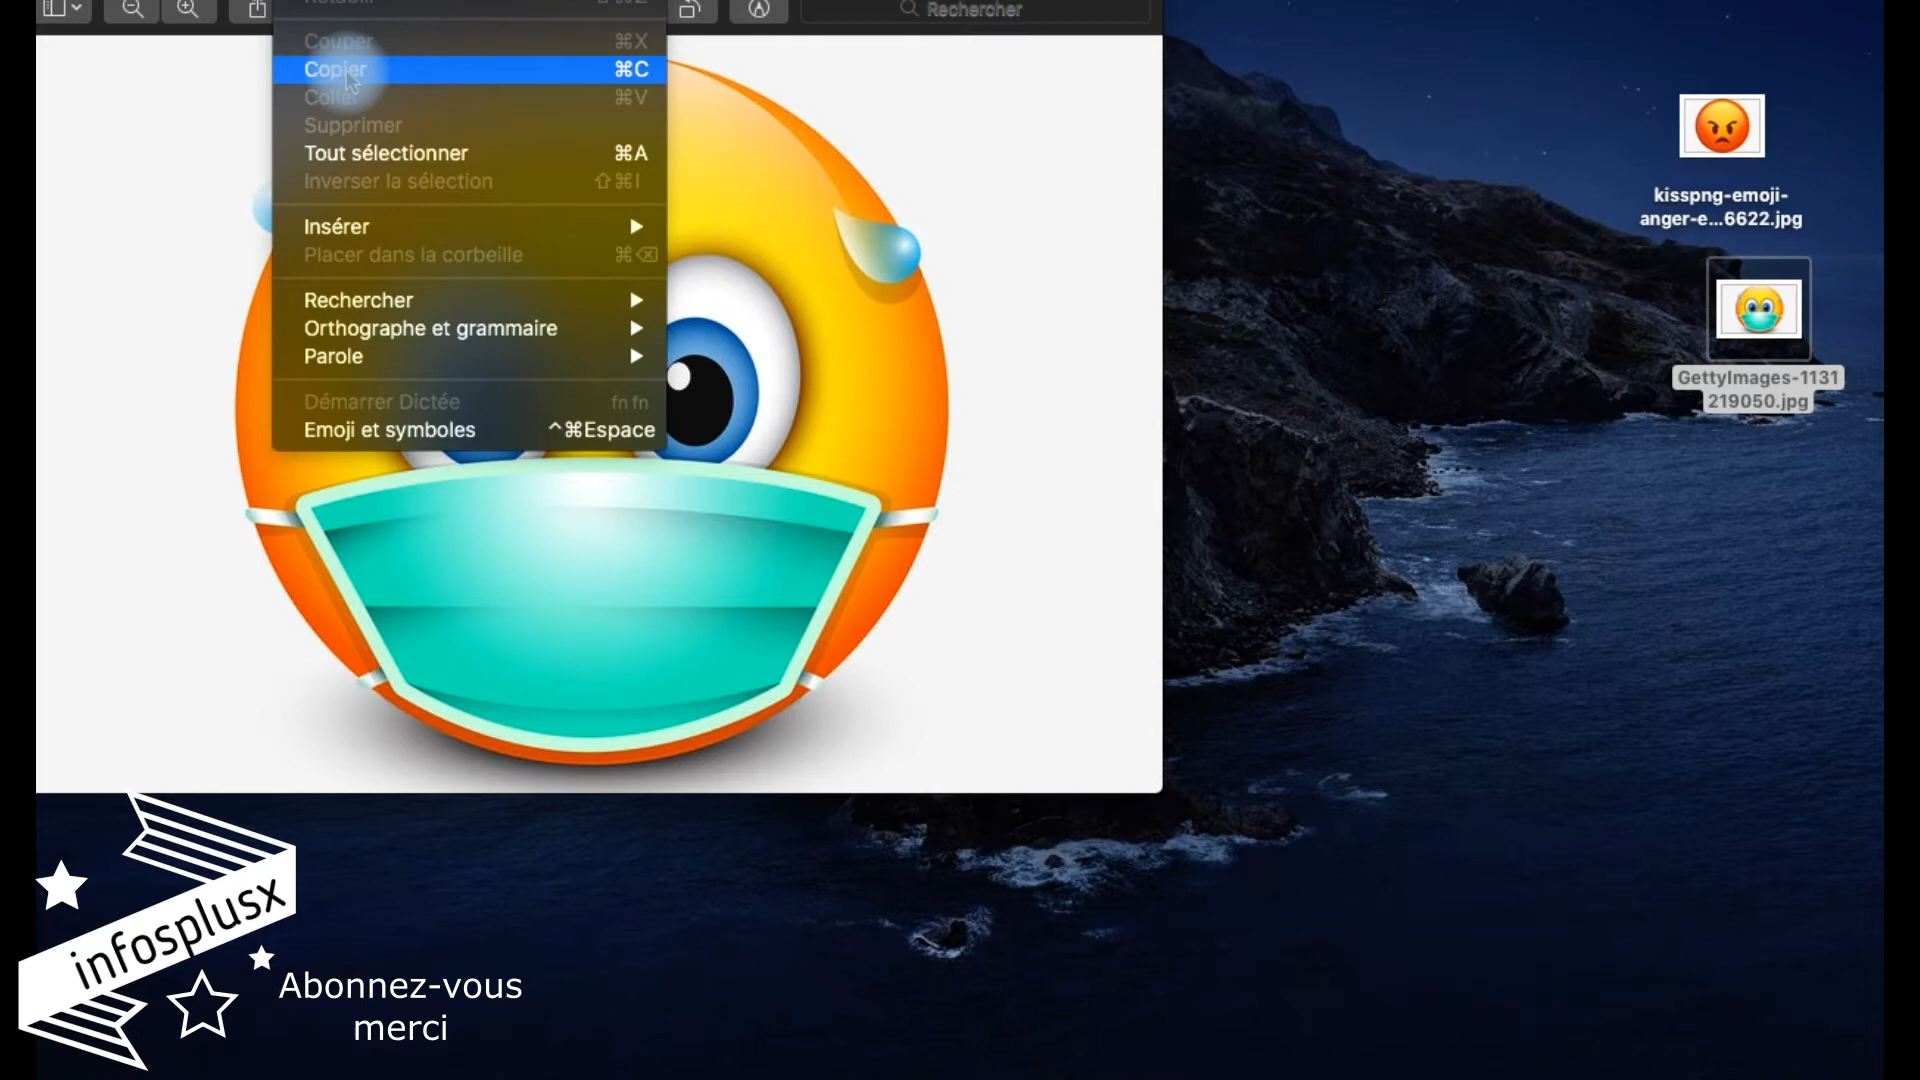 Rétabl... ⇧⌘Z
Rechercher
Couper ⌘X
Copier ⌘C
Coller ⌘V
Supprimer
Tout sélectionner ⌘A
Inverser la sélection ⇧⌘I
Insérer
Placer dans la corbeille ⌘⌫
Rechercher
Orthographe et grammaire
Parole
Démarrer Dictée fn fn
Emoji et symboles ^⌘Espace
kisspng-emoji-
anger-e...6622.jpg
GettyImages-1131
219050.jpg
infosplusx
Abonnez-vous
merci